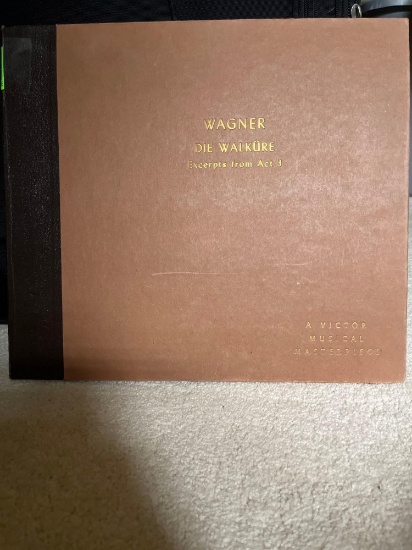 WAGNER
DIE WALKÜRE
Excerpts from Act
A VICTOR
MUSICAL
MASTERPIECE